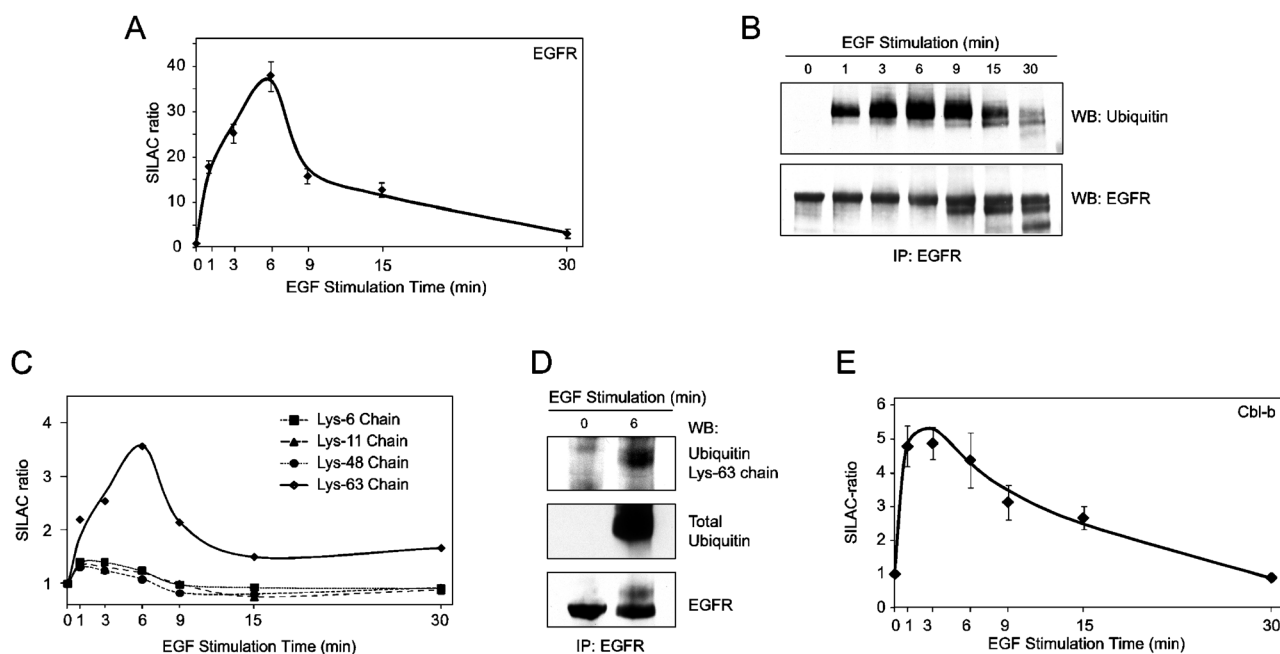 A
EGFR
SILAC ratio
40
30
20
10
0
0 1 3 6 9 15 30
EGF Stimulation Time (min)
B
EGF Stimulation (min)
0 1 3 6 9 15 30
WB: Ubiquitin
WB: EGFR
IP: EGFR
C
SILAC ratio
4
3
2
1
Lys-6 Chain
Lys-11 Chain
Lys-48 Chain
Lys-63 Chain
0 1 3 6 9 15 30
EGF Stimulation Time (min)
D
EGF Stimulation (min)
0 6 WB:
Ubiquitin
Lys-63 chain
Total
Ubiquitin
EGFR
IP: EGFR
E
Cbl-b
SILAC-ratio
6
5
4
3
2
1
0
0 1 3 6 9 15 30
EGF Stimulation Time (min)